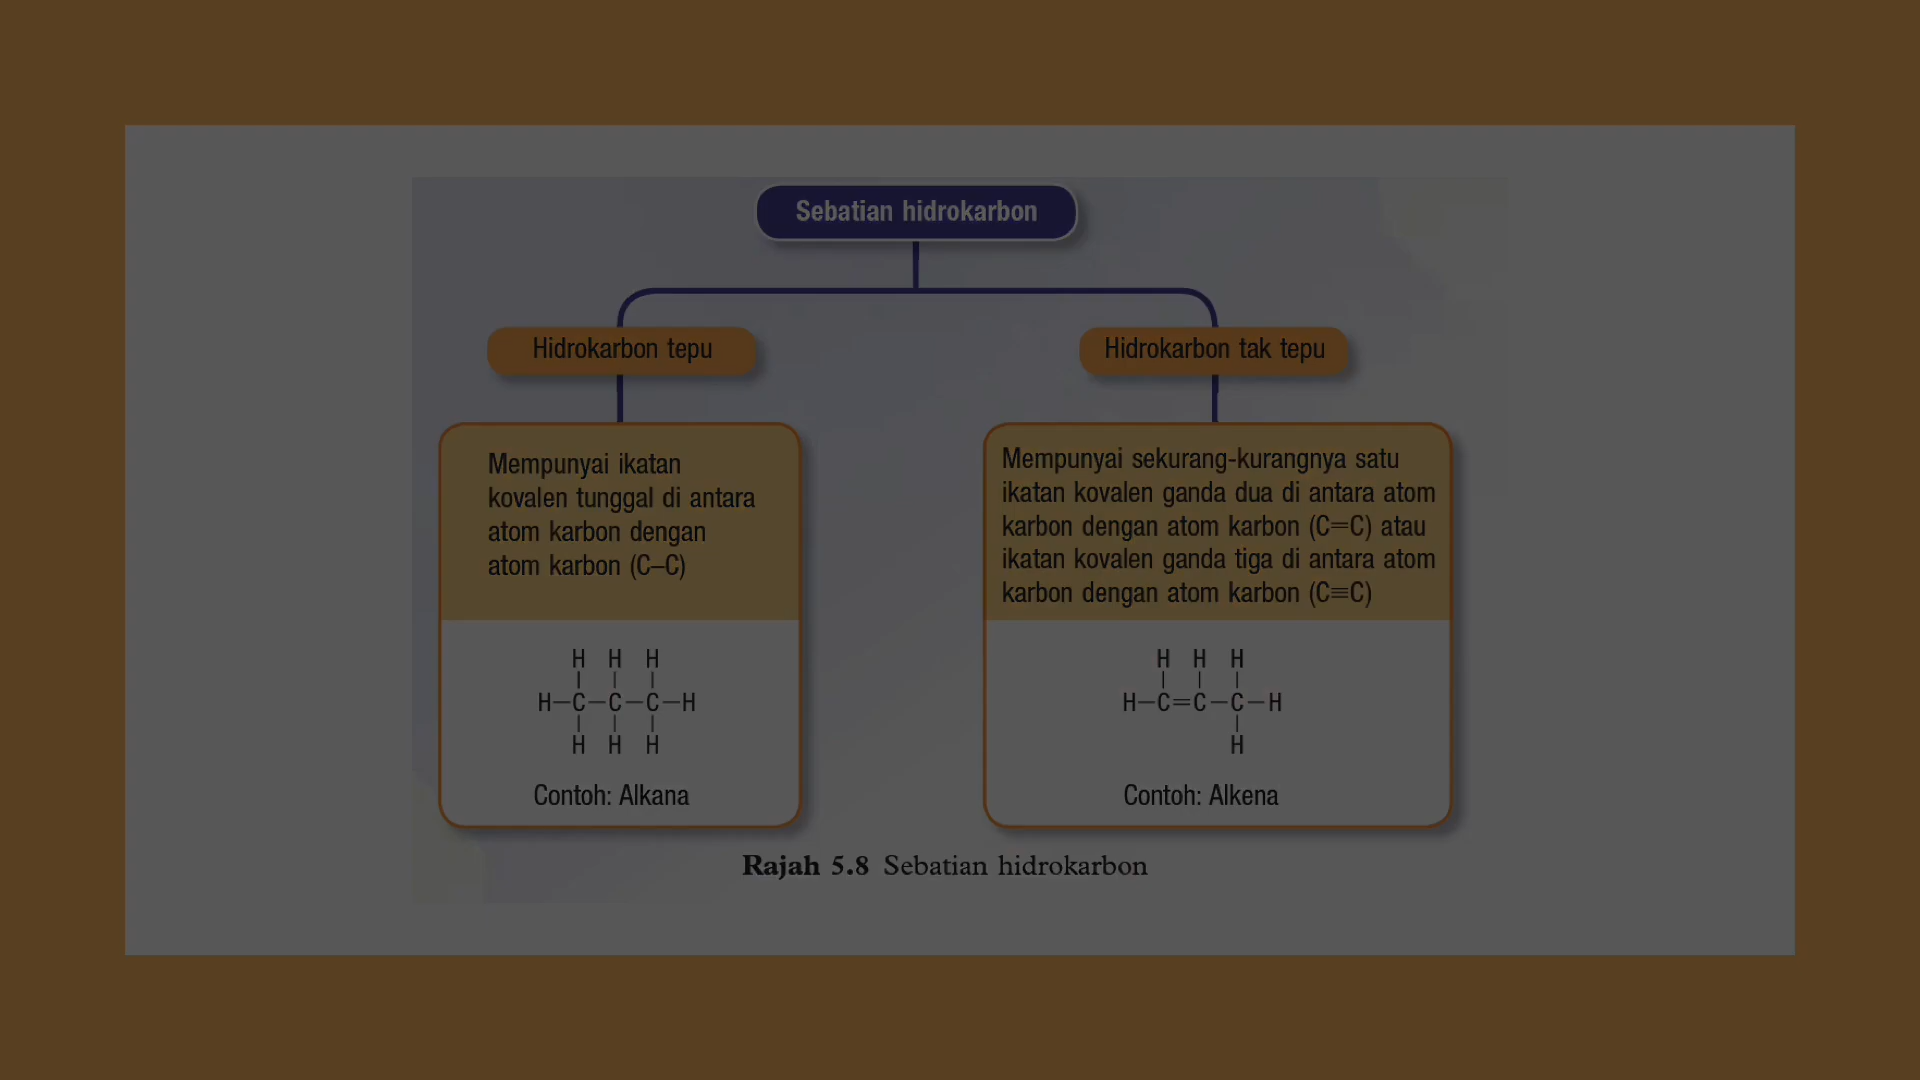 Sebatian hidrokarbon
Hidrokarbon tepu
Hidrokarbon tak tepu
Mempunyai ikatan
kovalen tunggal di antara
atom karbon dengan
atom karbon (C–C)
H H H
H–C–C–C–H
H H H
Contoh: Alkana
Mempunyai sekurang-kurangnya satu
ikatan kovalen ganda dua di antara atom
karbon dengan atom karbon (C=C) atau
ikatan kovalen ganda tiga di antara atom
karbon dengan atom karbon (C≡C)
H H H
H–C=C–C–H
H
Contoh: Alkena
Rajah 5.8 Sebatian hidrokarbon